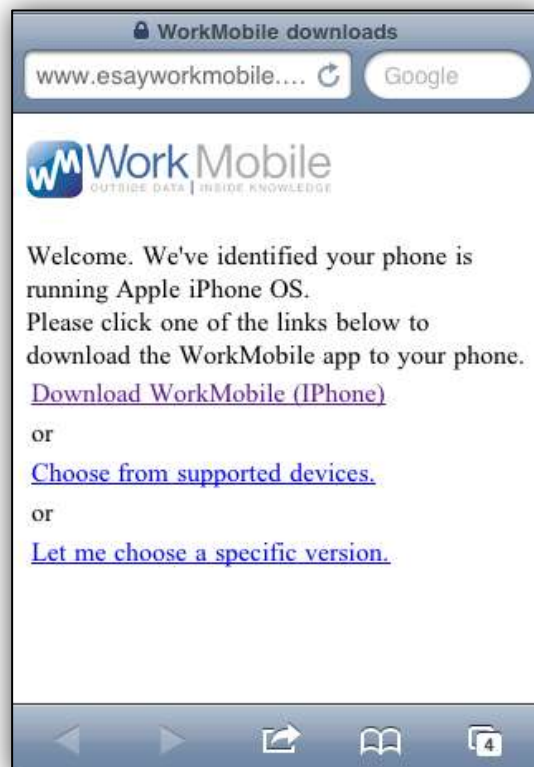 WorkMobile downloads
www.esayworkmobile....
Google
WM WorkMobile
OUTSIDE DATA | INSIDE KNOWLEDGE
Welcome. We've identified your phone is
running Apple iPhone OS.
Please click one of the links below to
download the WorkMobile app to your phone.
Download WorkMobile (IPhone)
or
Choose from supported devices.
or
Let me choose a specific version.
4